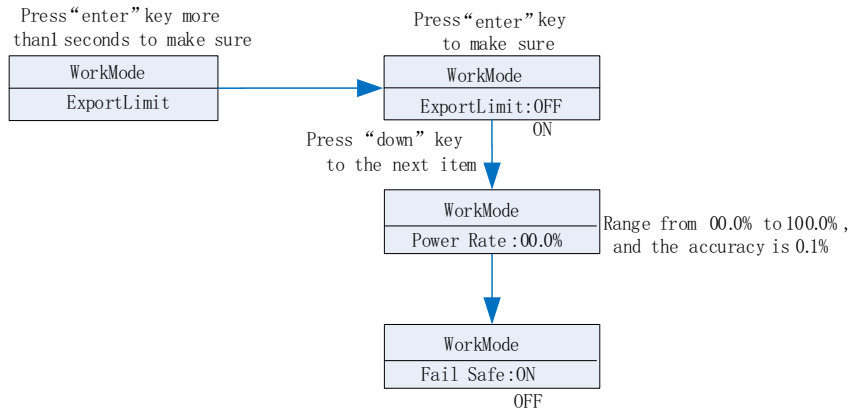 Press“enter”key more
than1 seconds to make sure
WorkMode
ExportLimit
Press“enter”key
to make sure
WorkMode
ExportLimit:OFF
ON
Press “down” key
to the next item
WorkMode
Power Rate:00.0%
Range from 00.0% to 100.0%,
and the accuracy is 0.1%
WorkMode
Fail Safe:ON
OFF